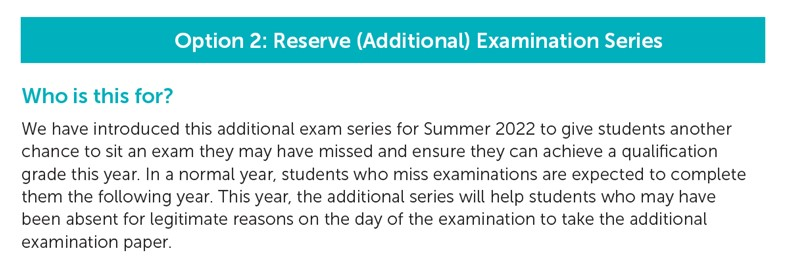 Option 2: Reserve (Additional) Examination Series
Who is this for?
We have introduced this additional exam series for Summer 2022 to give students another
chance to sit an exam they may have missed and ensure they can achieve a qualification
grade this year. In a normal year, students who miss examinations are expected to complete
them the following year. This year, the additional series will help students who may have
been absent for legitimate reasons on the day of the examination to take the additional
examination paper.